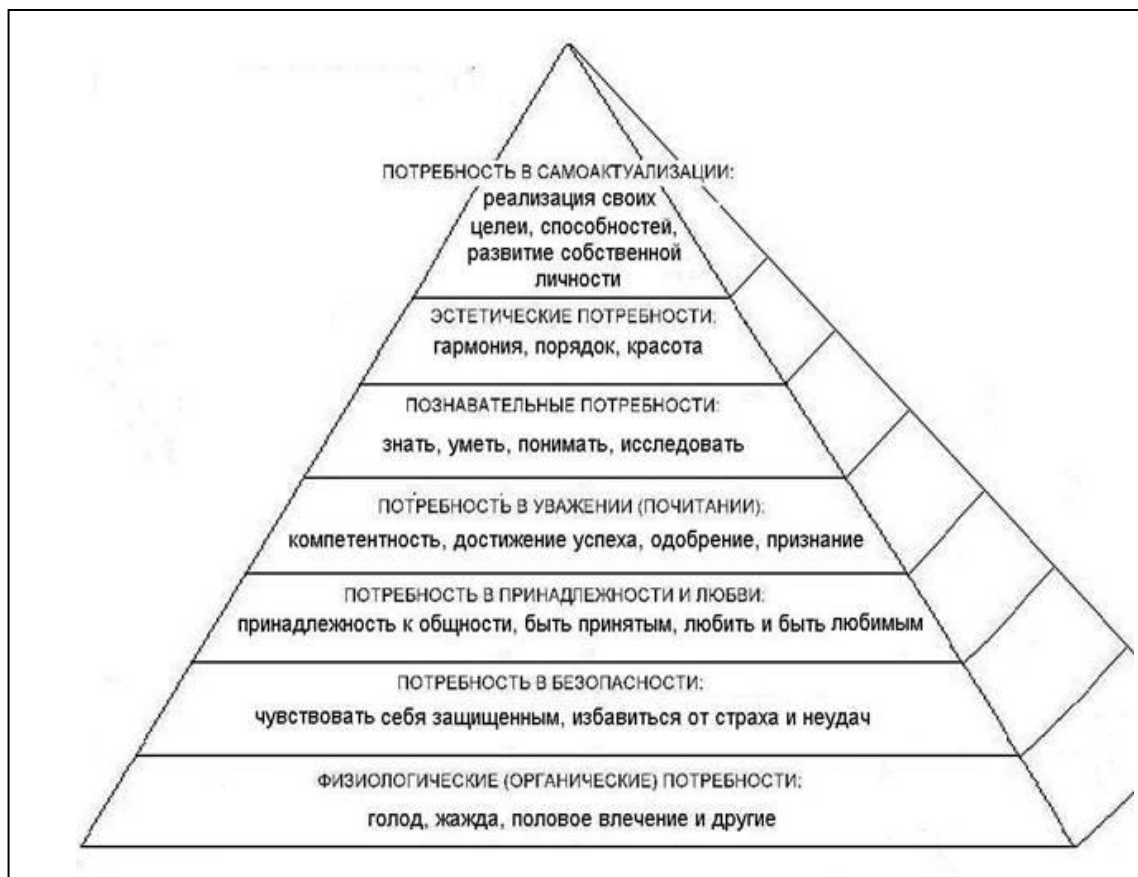 ПОТРЕБНОСТЬ В САМОАКТУАЛИЗАЦИИ:
реализация своих
целеи, способностей,
развитие собственной
личности
ЭСТЕТИЧЕСКИЕ ПОТРЕБНОСТИ:
гармония, порядок, красота
ПОЗНАВАТЕЛЬНЫЕ ПОТРЕБНОСТИ:
знать, уметь, понимать, исследовать
ПОТРЕБНОСТЬ В УВАЖЕНИИ (ПОЧИТАНИИ):
компетентность, достижение успеха, одобрение, признание
ПОТРЕБНОСТЬ В ПРИНАДЛЕЖНОСТИ И ЛЮБВИ:
принадлежность к общности, быть принятым, любить и быть любимым
ПОТРЕБНОСТЬ В БЕЗОПАСНОСТИ:
чувствовать себя защищенным, избавиться от страха и неудач
ФИЗИОЛОГИЧЕСКИЕ (ОРГАНИЧЕСКИЕ) ПОТРЕБНОСТИ:
голод, жажда, половое влечение и другие